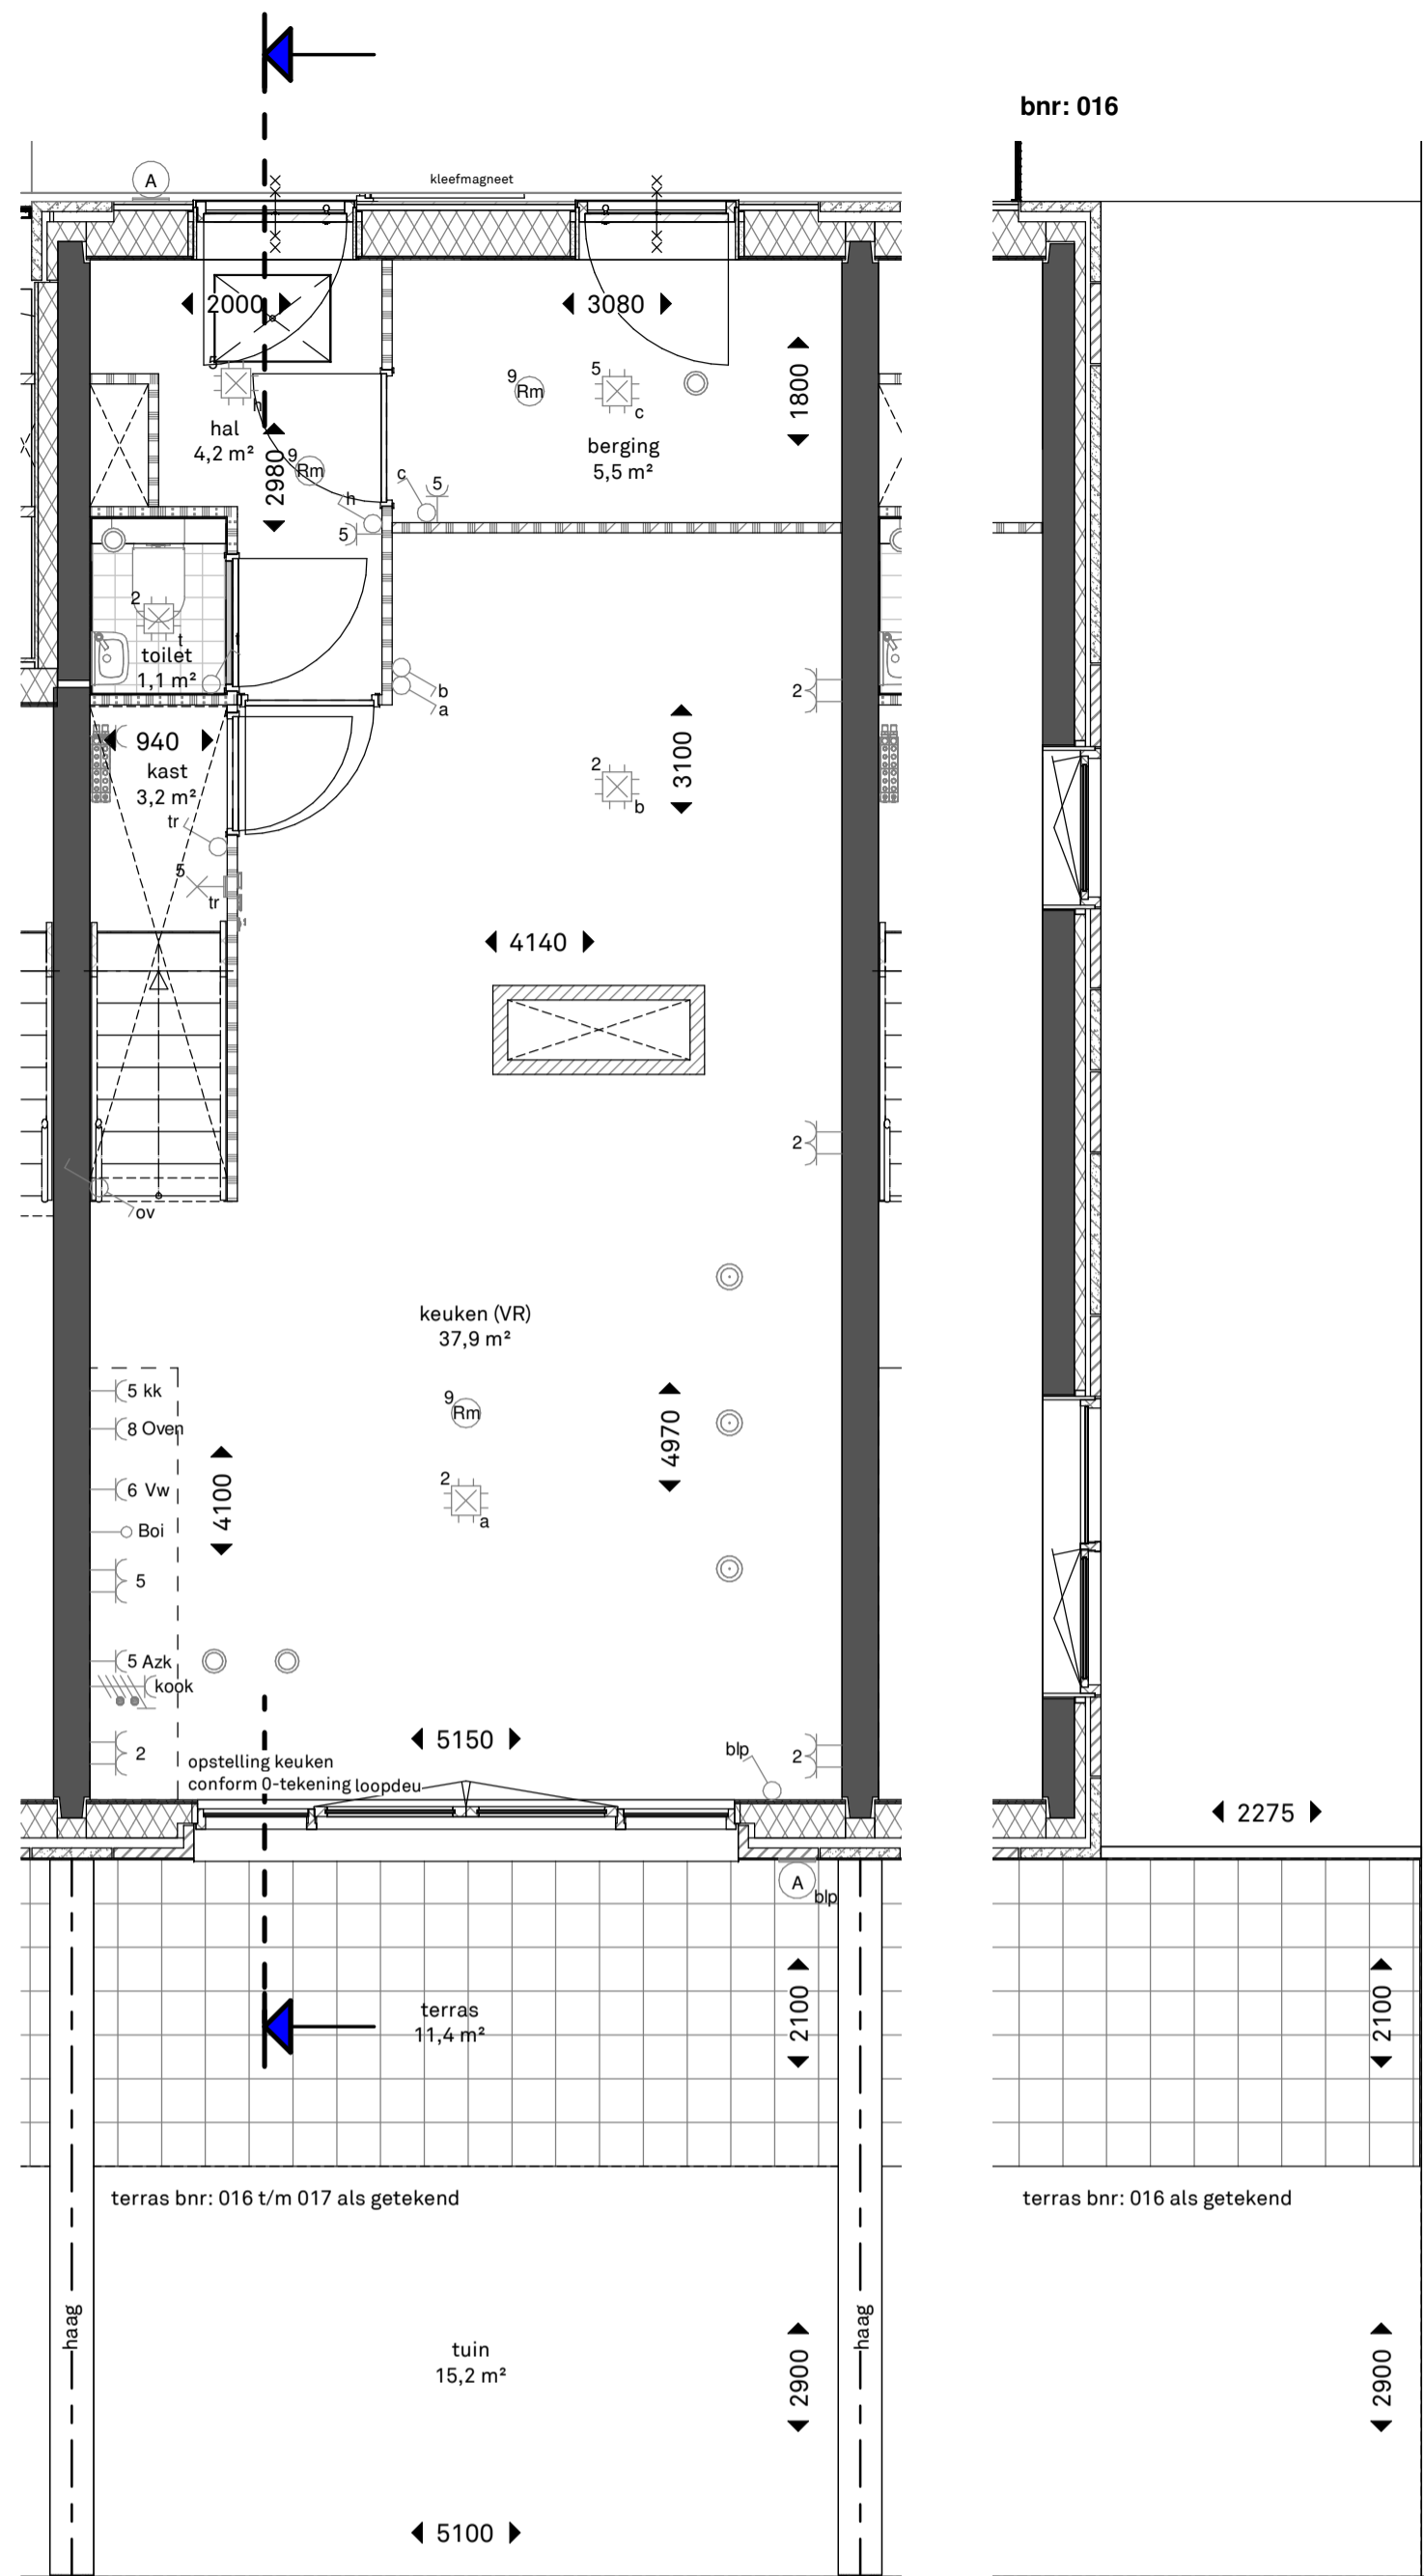 bnr: 016
A
kleefmagneet
2000
3080
1800
5
h
hal
4,2 m²
2980
9
Rm
h
5
9
Rm
5
c
berging
5,5 m²
c
5
2
t
toilet
1,1 m²
t
b
a
2
940
kast
3,2 m²
tr
5
tr
3100
2
b
4140
2
ov
keuken (VR)
37,9 m²
5 kk
8 Oven
6 Vw
Boi
5
5 Azk
kook
2
4100
9
Rm
2
a
4970
5150
opstelling keuken
conform 0-tekening loopdeu
blp
2
2275
A
blp
terras
11,4 m²
2100
2100
terras bnr: 016 t/m 017 als getekend
terras bnr: 016 als getekend
haag
haag
tuin
15,2 m²
2900
2900
5100